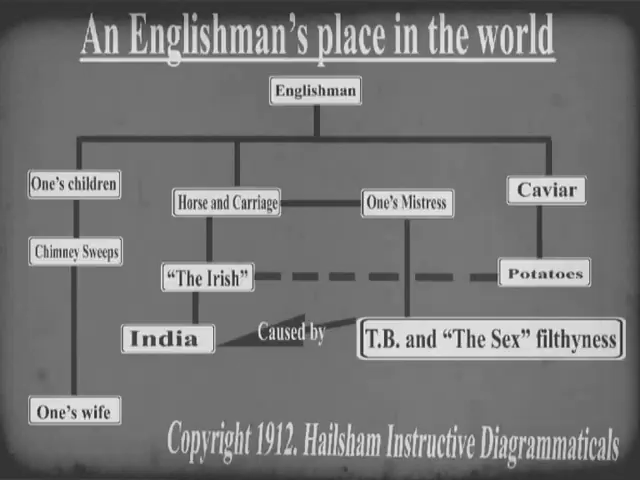 An Englishman's place in the world
Englishman
One's children
Horse and Carriage
One's Mistress
Caviar
Chimney Sweeps
"The Irish"
Potatoes
India
Caused by
T.B. and "The Sex" filthyness
One's wife
Copyright 1912. Hailsham Instructive Diagrammaticals